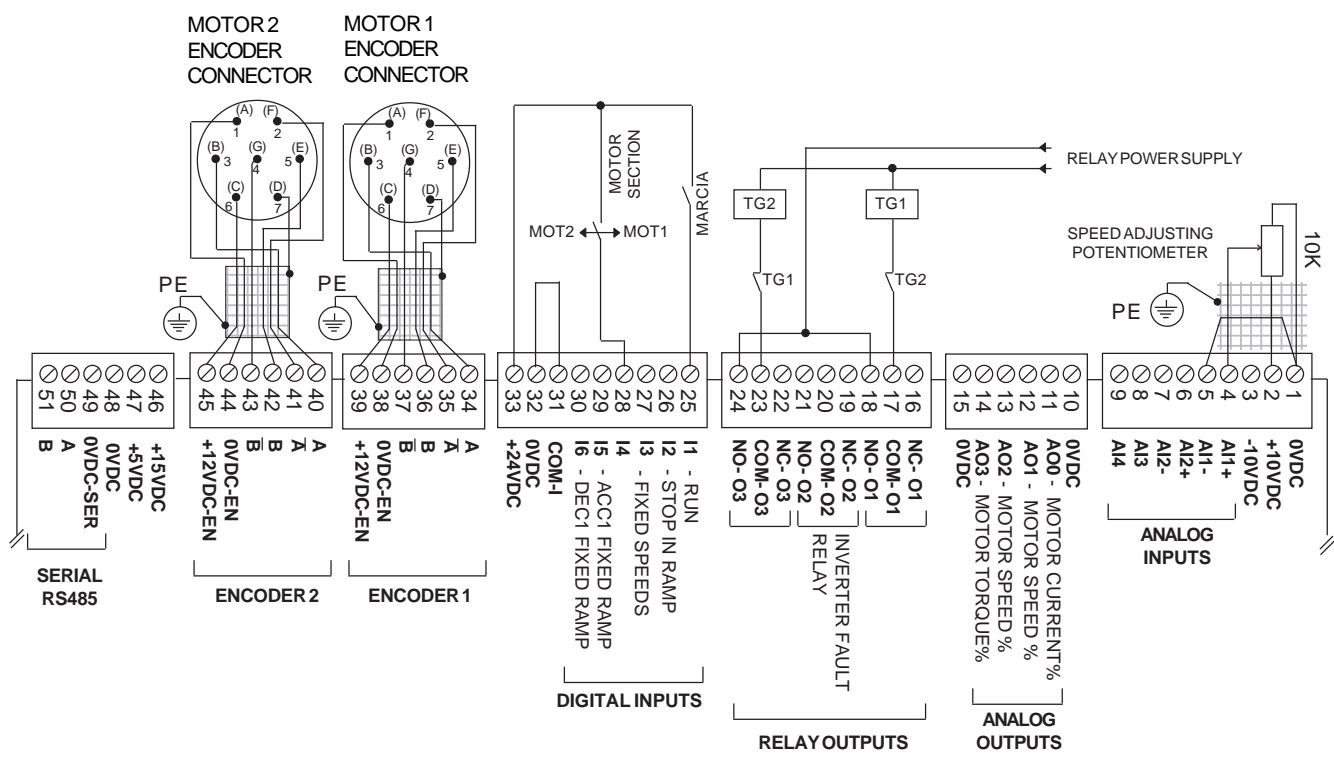 MOTOR 2
ENCODER
CONNECTOR
MOTOR 1
ENCODER
CONNECTOR
(A) (F)
1 2
(B) (G) (E)
3 4 5
(C) (D)
6 7
(A) (F)
1 2
(B) (G) (E)
3 4 5
(C) (D)
6 7
PE
PE
MOTOR
SECTION
MOT2 MOT1
MARCIA
RELAY POWER SUPPLY
TG2
TG1
TG1
TG2
SPEED ADJUSTING
POTENTIOMETER
10K
PE
51 50 49 48 47 46
45 44 43 42 41 40
39 38 37 36 35 34
33 32 31 30 29 28 27 26 25
24 23 22 21 20 19 18 17 16
15 14 13 12 11 10
9 8 7 6 5 4 3 2 1
B
A
0VDC-SER
0VDC
+5VDC
+15VDC
SERIAL
RS485
+12VDC-EN
0VDC-EN
B̅
B
A̅
A
ENCODER 2
+12VDC-EN
0VDC-EN
B̅
B
A̅
A
ENCODER 1
+24VDC
0VDC
COM-I
I6 - DEC1 FIXED RAMP
I5 - ACC1 FIXED RAMP
I4
I3 - FIXED SPEEDS
I2 - STOP IN RAMP
I1 - RUN
DIGITAL INPUTS
NO- O3
COM- O3
NC- O3
NO- O2
COM- O2
NC- O2
INVERTER FAULT
RELAY
NO- O1
COM- O1
NC- O1
RELAY OUTPUTS
0VDC
AO3 - MOTOR TORQUE%
AO2 - MOTOR SPEED %
AO1 - MOTOR SPEED %
AO0 - MOTOR CURRENT%
0VDC
ANALOG
OUTPUTS
AI4
AI3
AI2-
AI2+
AI1-
AI1+
-10VDC
+10VDC
0VDC
ANALOG
INPUTS